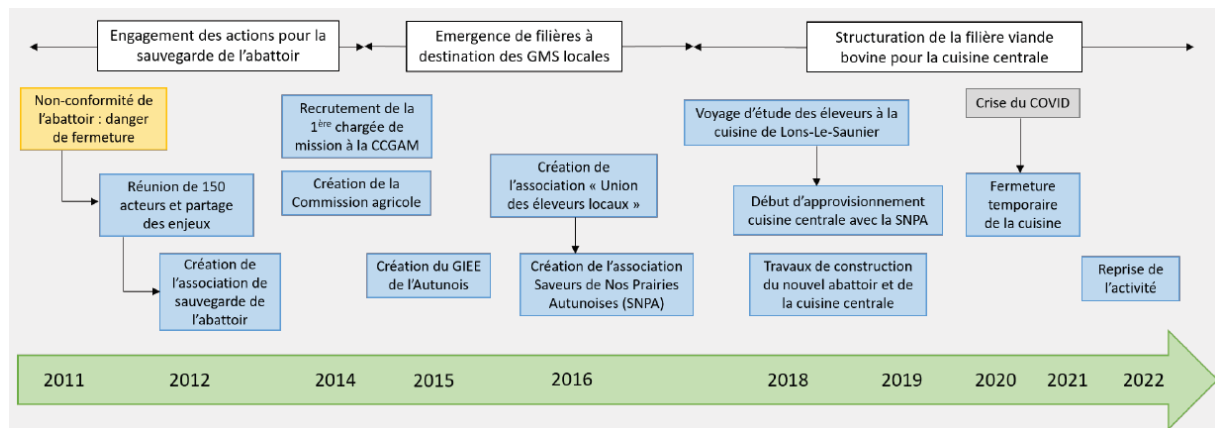 Engagement des actions pour la
sauvegarde de l'abattoir
Emergence de filières à
destination des GMS locales
Structuration de la filière viande
bovine pour la cuisine centrale
Non-conformité de
l'abattoir : danger
de fermeture
Réunion de 150
acteurs et partage
des enjeux
Création de
l'association de
sauvegarde de
l'abattoir
Recrutement de la
1ère chargée de
mission à la CCGAM
Création de la
Commission agricole
Création du GIEE
de l'Autunois
Création de
l'association « Union
des éleveurs locaux »
Création de l'association
Saveurs de Nos Prairies
Autunoises (SNPA)
Voyage d'étude des éleveurs à la
cuisine de Lons-Le-Saunier
Début d'approvisionnement
cuisine centrale avec la SNPA
Travaux de construction
du nouvel abattoir et de
la cuisine centrale
Crise du COVID
Fermeture
temporaire
de la cuisine
Reprise de
l'activité
2011 2012 2014 2015 2016 2018 2019 2020 2021 2022